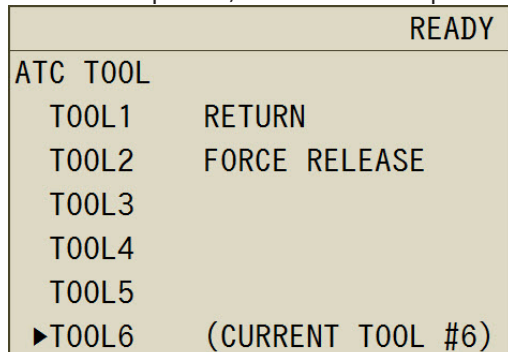 READY
ATC TOOL
TOOL1 RETURN
TOOL2 FORCE RELEASE
TOOL3
TOOL4
TOOL5
▶TOOL6 (CURRENT TOOL #6)